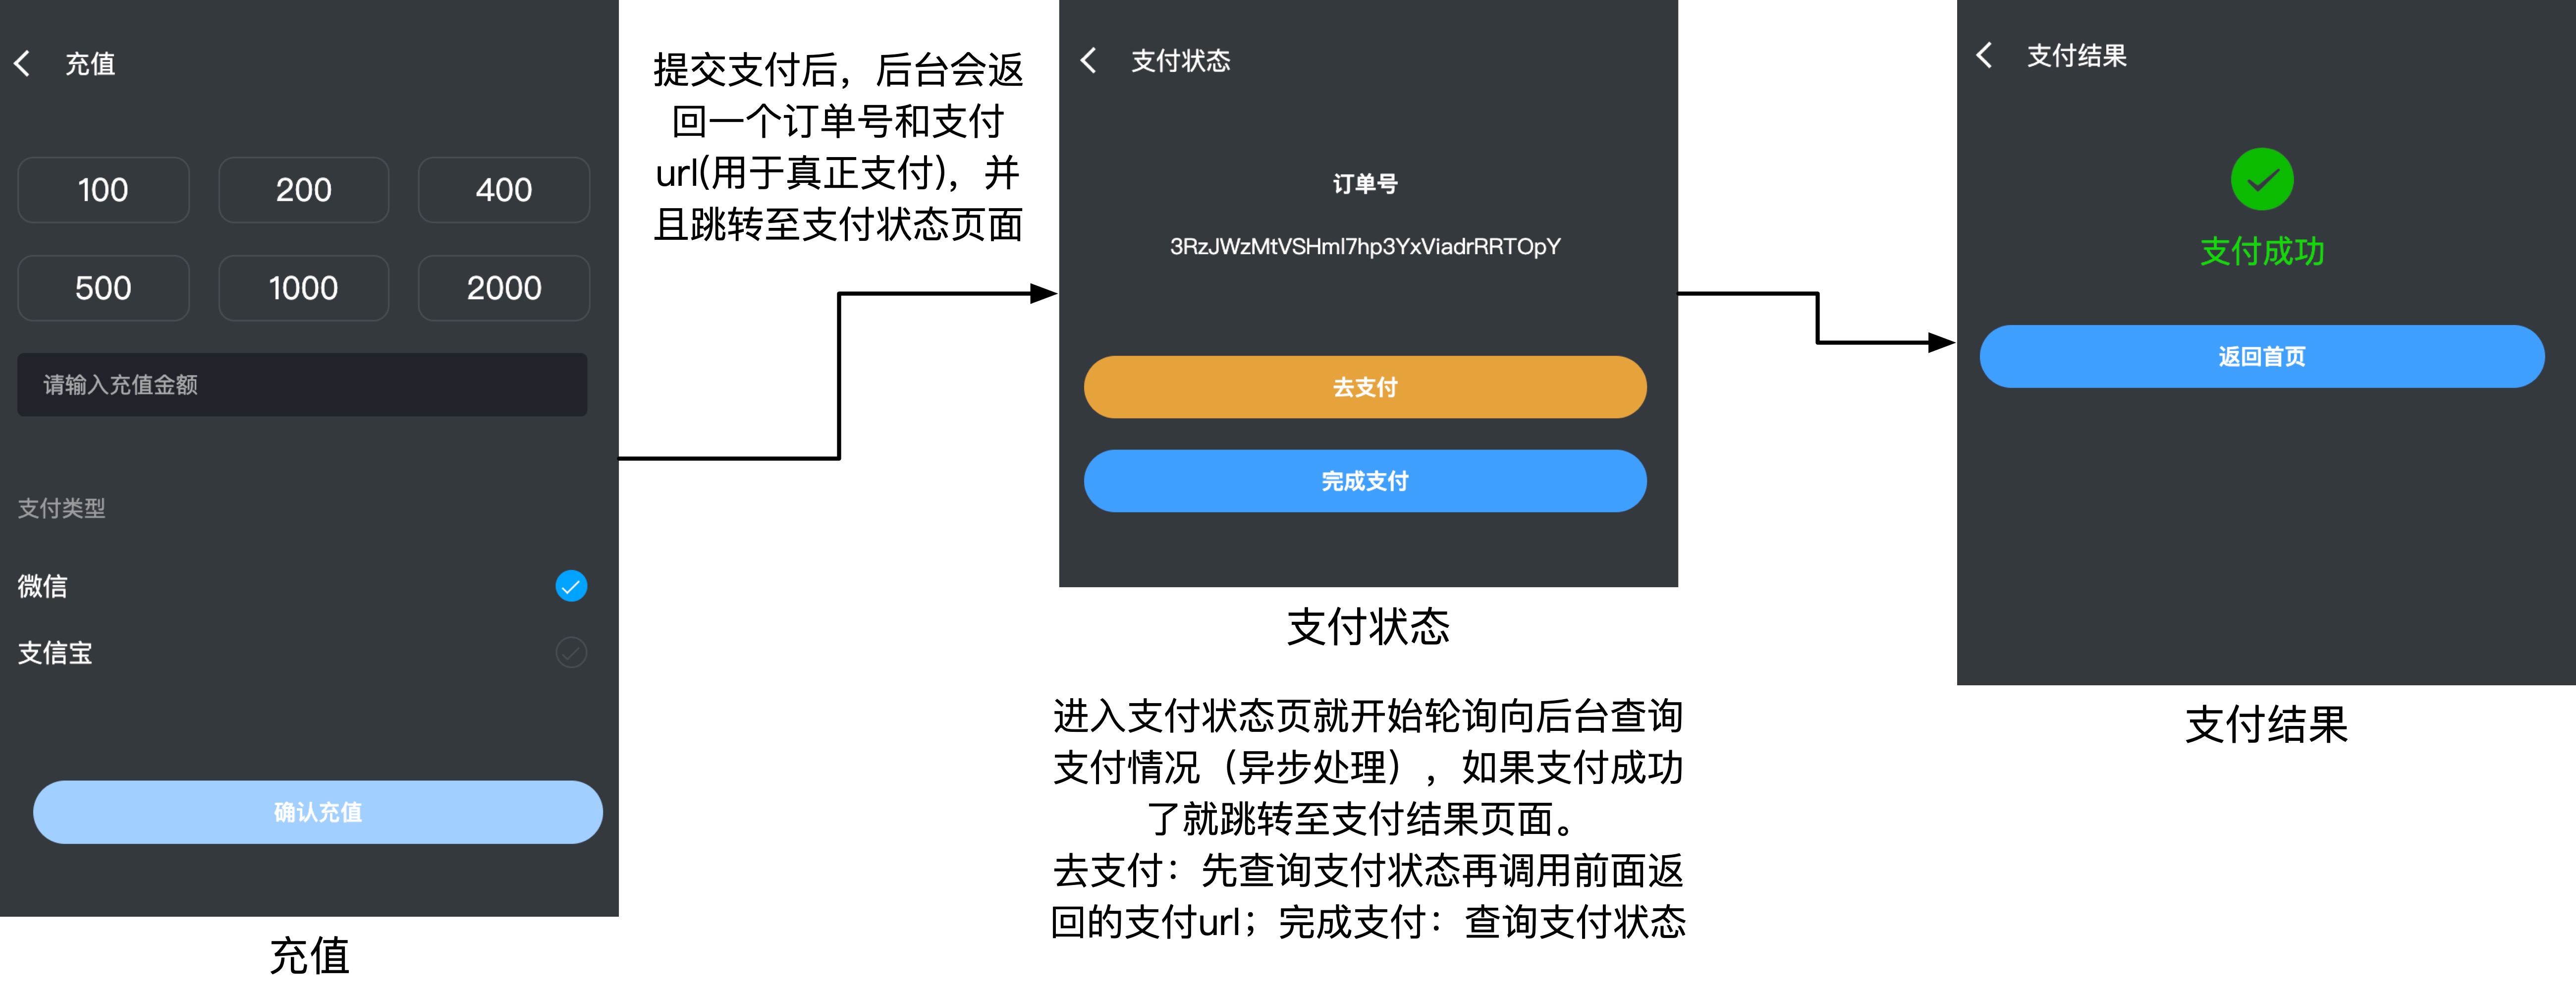 充值
100
200
400
500
1000
2000
请输入充值金额
支付类型
微信
支信宝
确认充值
充值
提交支付后，后台会返
回一个订单号和支付
url(用于真正支付)，并
且跳转至支付状态页面
支付状态
订单号
3RzJWzMtVSHml7hp3YxViadrRRTOpY
去支付
完成支付
支付状态
进入支付状态页就开始轮询向后台查询
支付情况（异步处理），如果支付成功
了就跳转至支付结果页面。
去支付：先查询支付状态再调用前面返
回的支付url；完成支付：查询支付状态
支付结果
支付成功
返回首页
支付结果